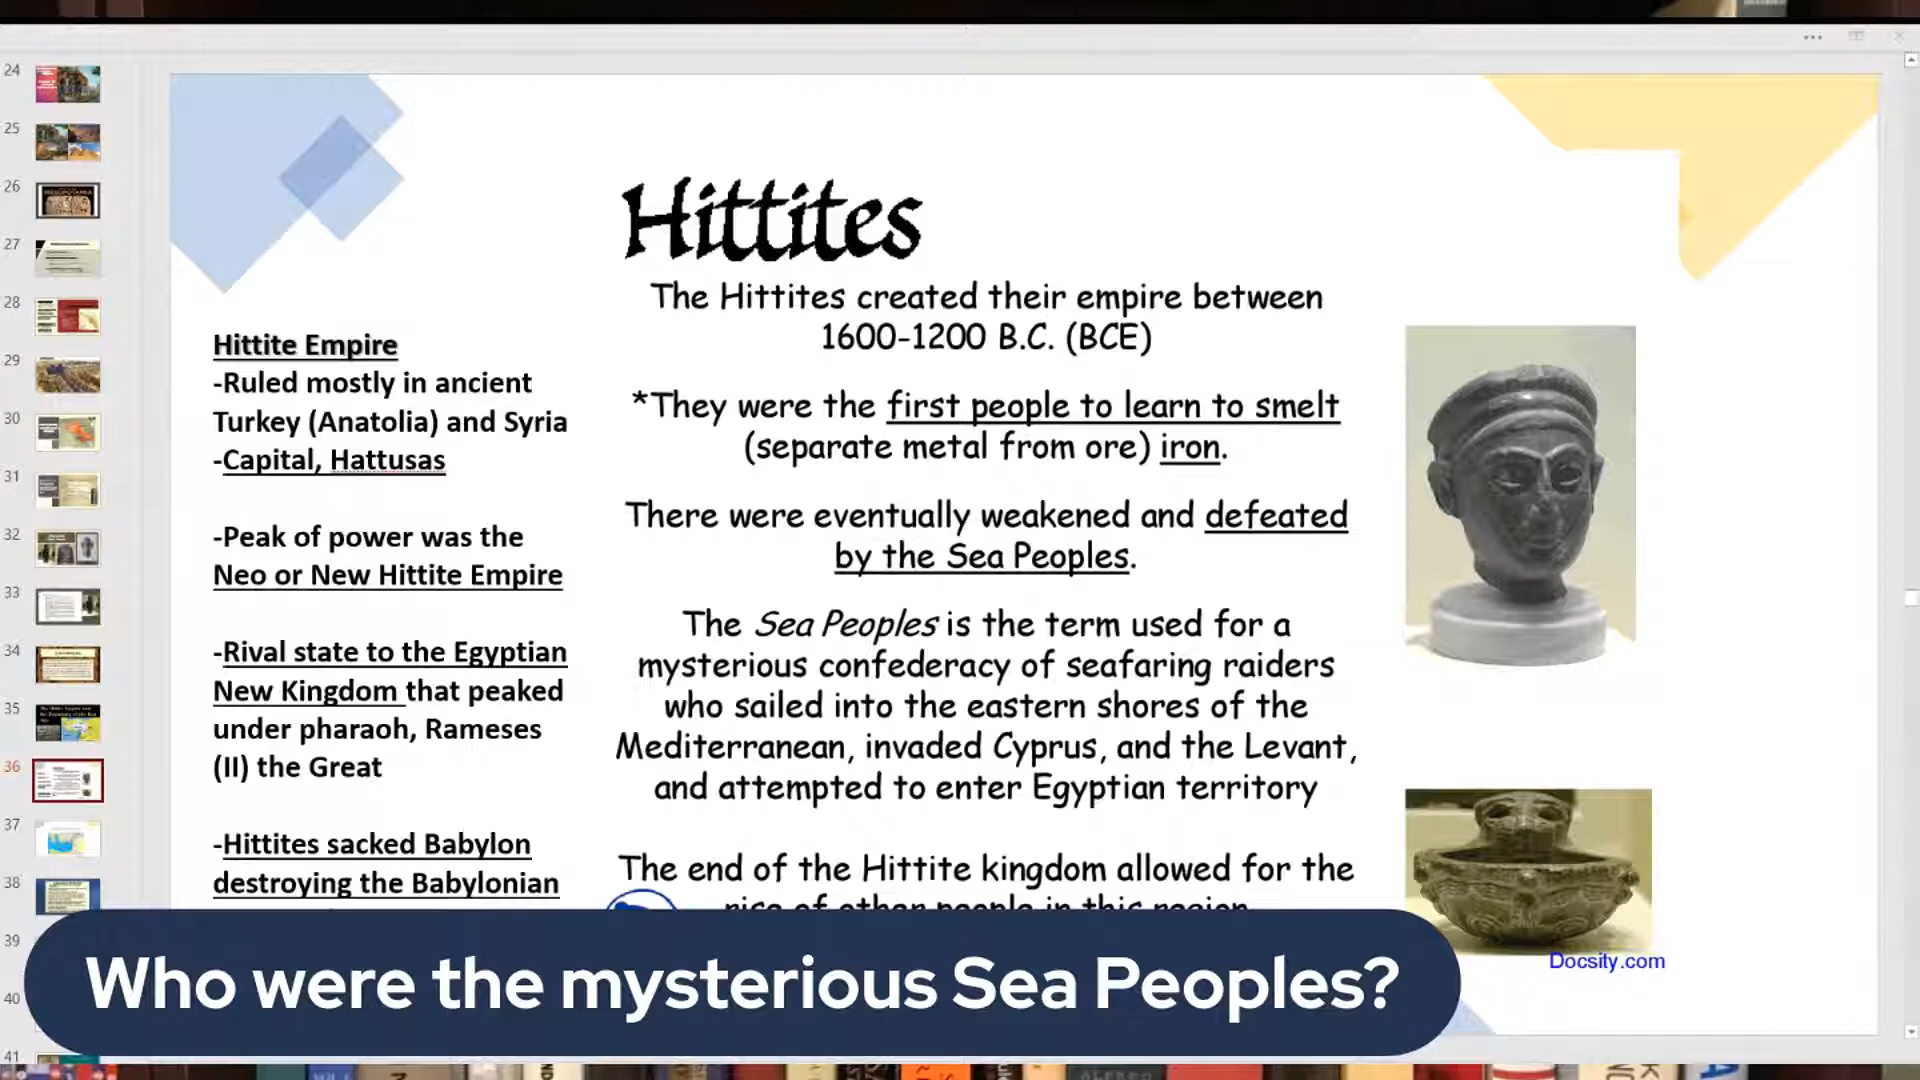 24
25
26
27
28
29
30
31
32
33
34
35
36
37
38
39
40
41
Hittites
The Hittites created their empire between
1600-1200 B.C. (BCE)
*They were the first people to learn to smelt
(separate metal from ore) iron.
There were eventually weakened and defeated
by the Sea Peoples.
The Sea Peoples is the term used for a
mysterious confederacy of seafaring raiders
who sailed into the eastern shores of the
Mediterranean, invaded Cyprus, and the Levant,
and attempted to enter Egyptian territory
The end of the Hittite kingdom allowed for the
rise of other people in this region
Hittite Empire
-Ruled mostly in ancient
Turkey (Anatolia) and Syria
-Capital, Hattusas
-Peak of power was the
Neo or New Hittite Empire
-Rival state to the Egyptian
New Kingdom that peaked
under pharaoh, Rameses
(II) the Great
-Hittites sacked Babylon
destroying the Babylonian
Docsity.com
Who were the mysterious Sea Peoples?